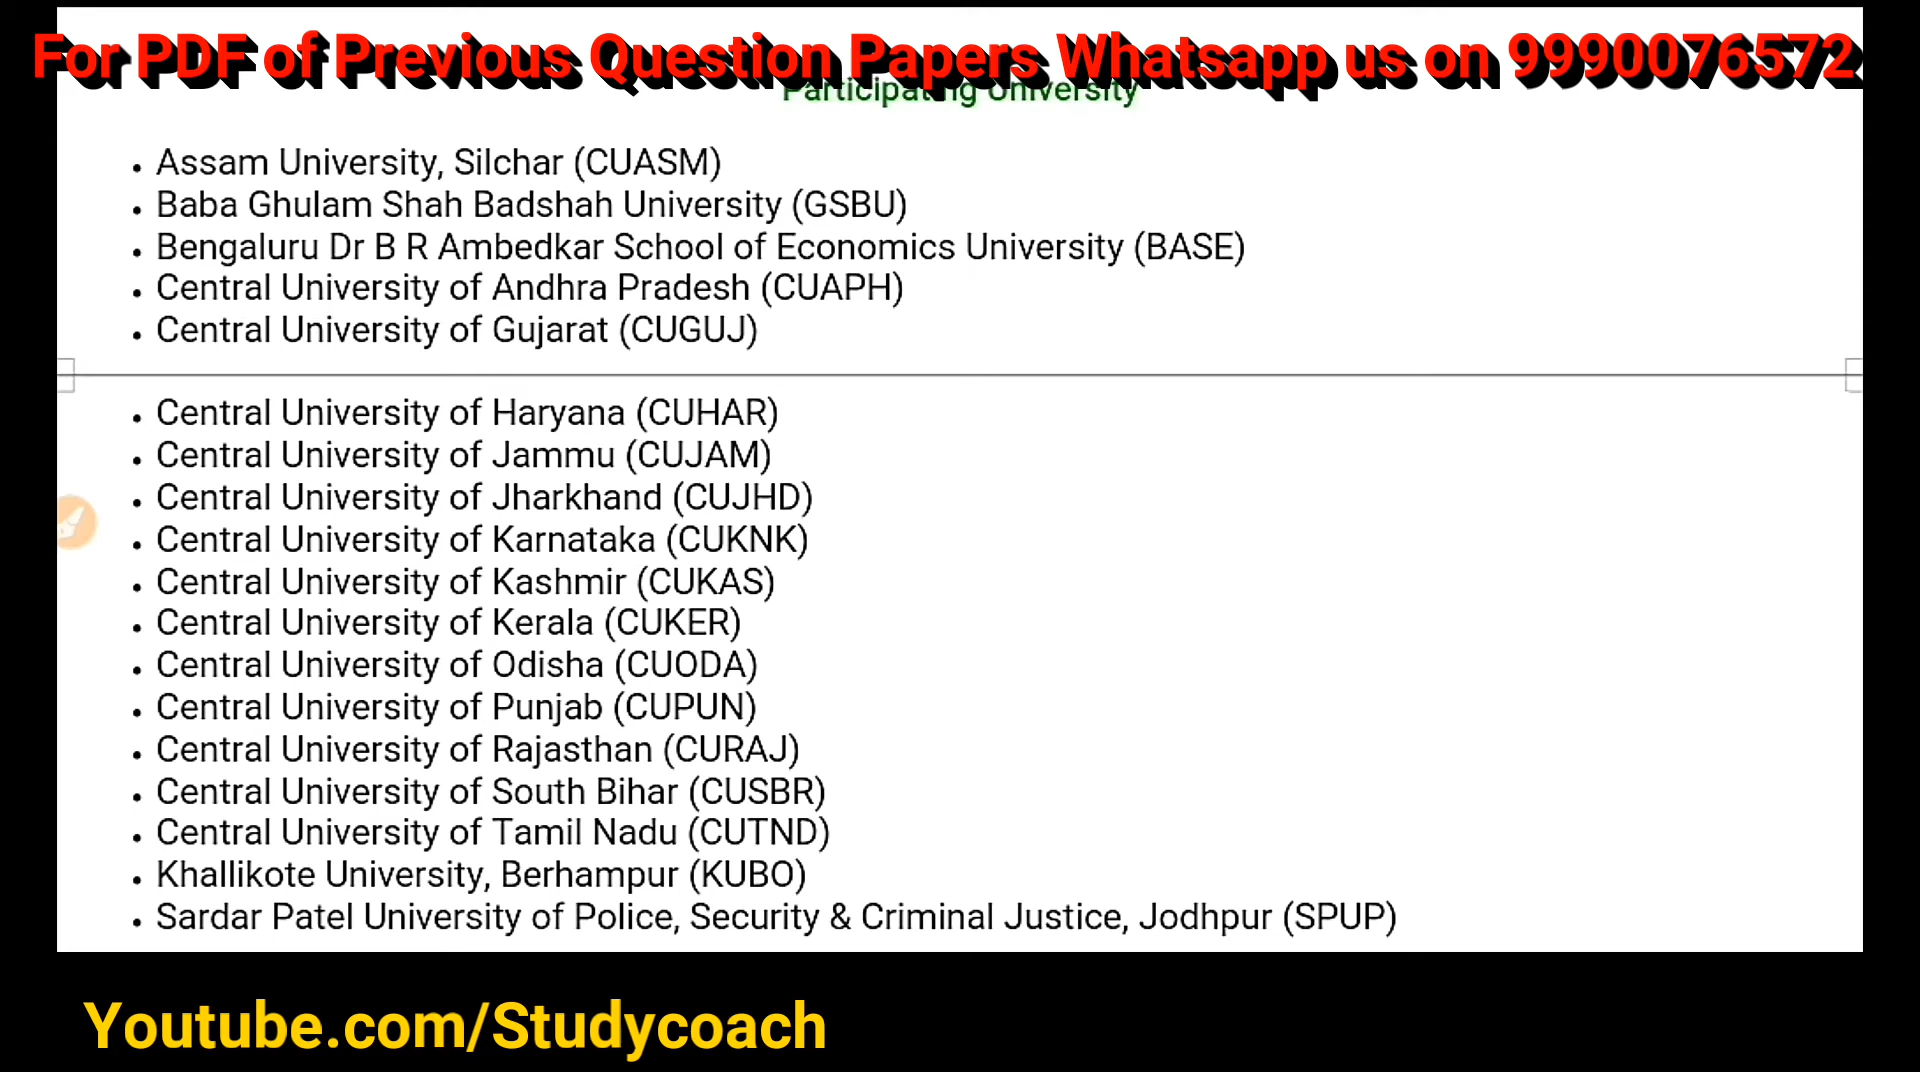 For PDF of Previous Question Papers Whatsapp us on 9990076572
Participating University
• Assam University, Silchar (CUASM)
• Baba Ghulam Shah Badshah University (GSBU)
• Bengaluru Dr B R Ambedkar School of Economics University (BASE)
• Central University of Andhra Pradesh (CUAPH)
• Central University of Gujarat (CUGUJ)
• Central University of Haryana (CUHAR)
• Central University of Jammu (CUJAM)
• Central University of Jharkhand (CUJHD)
• Central University of Karnataka (CUKNK)
• Central University of Kashmir (CUKAS)
• Central University of Kerala (CUKER)
• Central University of Odisha (CUODA)
• Central University of Punjab (CUPUN)
• Central University of Rajasthan (CURAJ)
• Central University of South Bihar (CUSBR)
• Central University of Tamil Nadu (CUTND)
• Khallikote University, Berhampur (KUBO)
• Sardar Patel University of Police, Security & Criminal Justice, Jodhpur (SPUP)
Youtube.com/Studycoach